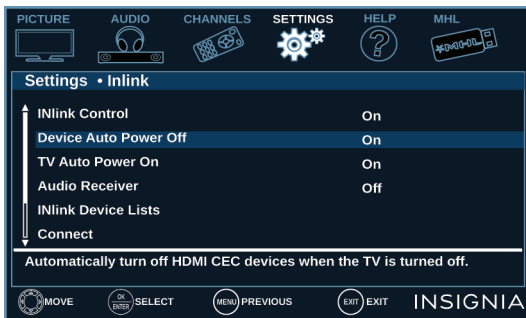 PICTURE AUDIO CHANNELS SETTINGS HELP MHL
MHL
Settings • Inlink
INlink Control On
Device Auto Power Off On
TV Auto Power On On
Audio Receiver Off
INlink Device Lists
Connect
Automatically turn off HDMI CEC devices when the TV is turned off.
MOVE OK ENTER SELECT MENU PREVIOUS EXIT EXIT INSIGNIA